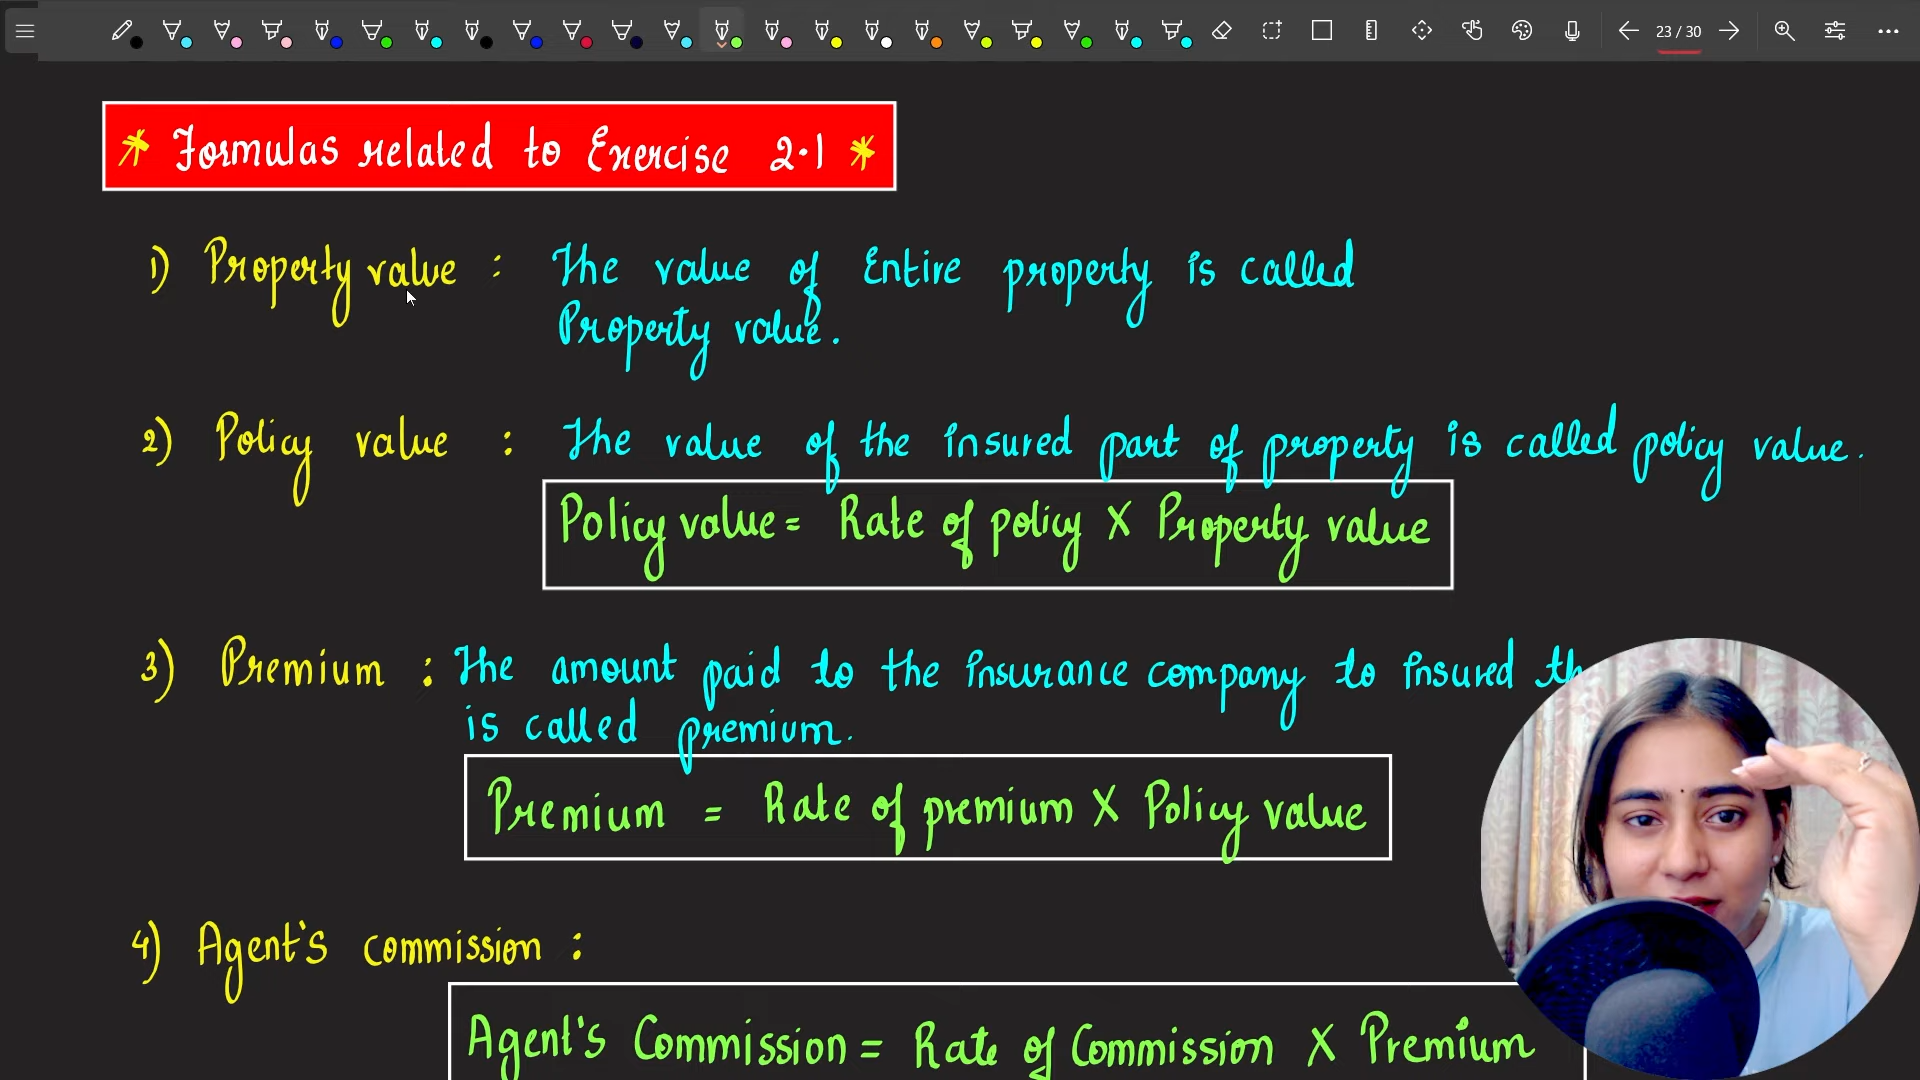 23 / 30
* Formulas related to Exercise 2.1 *
1) Property value : The value of Entire property is called
Property value.
2) Policy value : The value of the insured part of property is called policy value.
Policy value = Rate of policy X Property value
3) Premium : The amount paid to the insurance company to insured
is called premium.
Premium = Rate of premium X Policy value
4) Agent's commission :
Agent's Commission = Rate of Commission X Premium